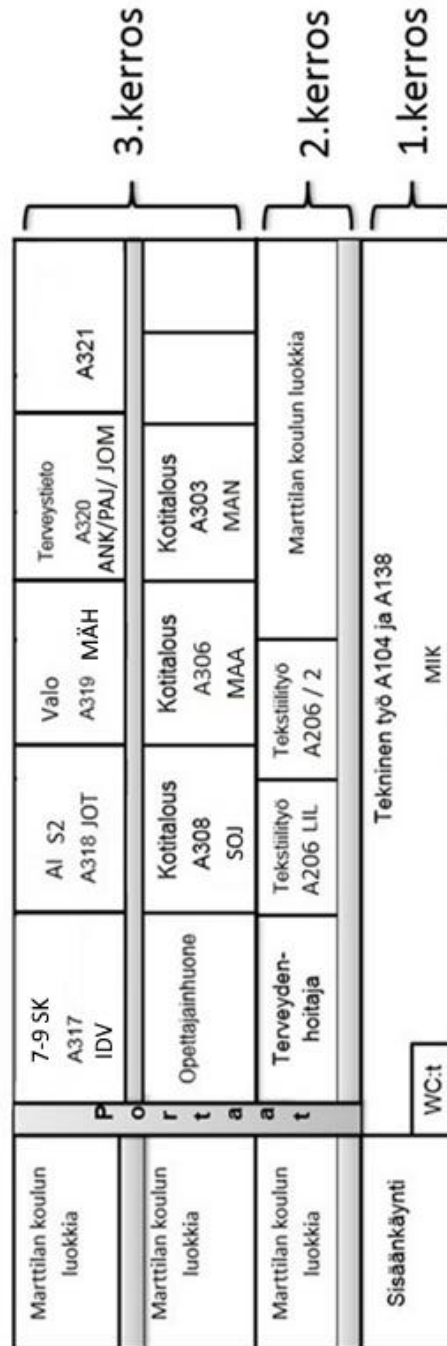 Marttilan koulun
luokkia
7-9 SK
A317
IDV
AI S2
A318 JOT
Valo
A319 MÄH
Terveystieto
A320
ANK/PAJ/ JOM
A321
3.kerros
Marttilan koulun
luokkia
Opettajainhuone
Kotitalous
A308
SOJ
Kotitalous
A306
MAA
Kotitalous
A303
MAN
Portaat
Marttilan koulun
luokkia
Terveyden-
hoitaja
Tekstiilityö
A206 LIL
Tekstiilityö
A206 / 2
Marttilan koulun luokkia
2.kerros
Sisäänkäynti
WC:t
Tekninen työ A104 ja A138
MIK
1.kerros